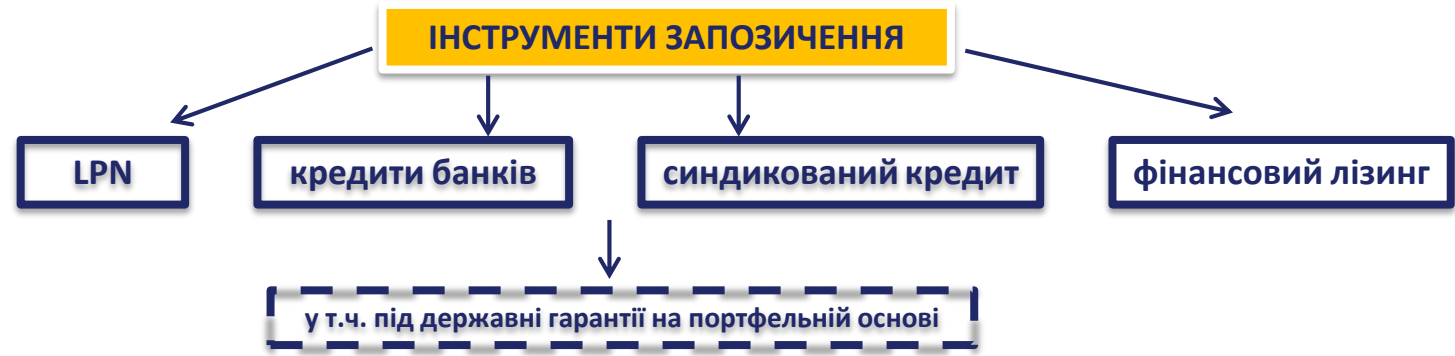 ІНСТРУМЕНТИ ЗАПОЗИЧЕННЯ
LPN
кредити банків
синдикований кредит
фінансовий лізинг
у т.ч. під державні гарантії на портфельній основі